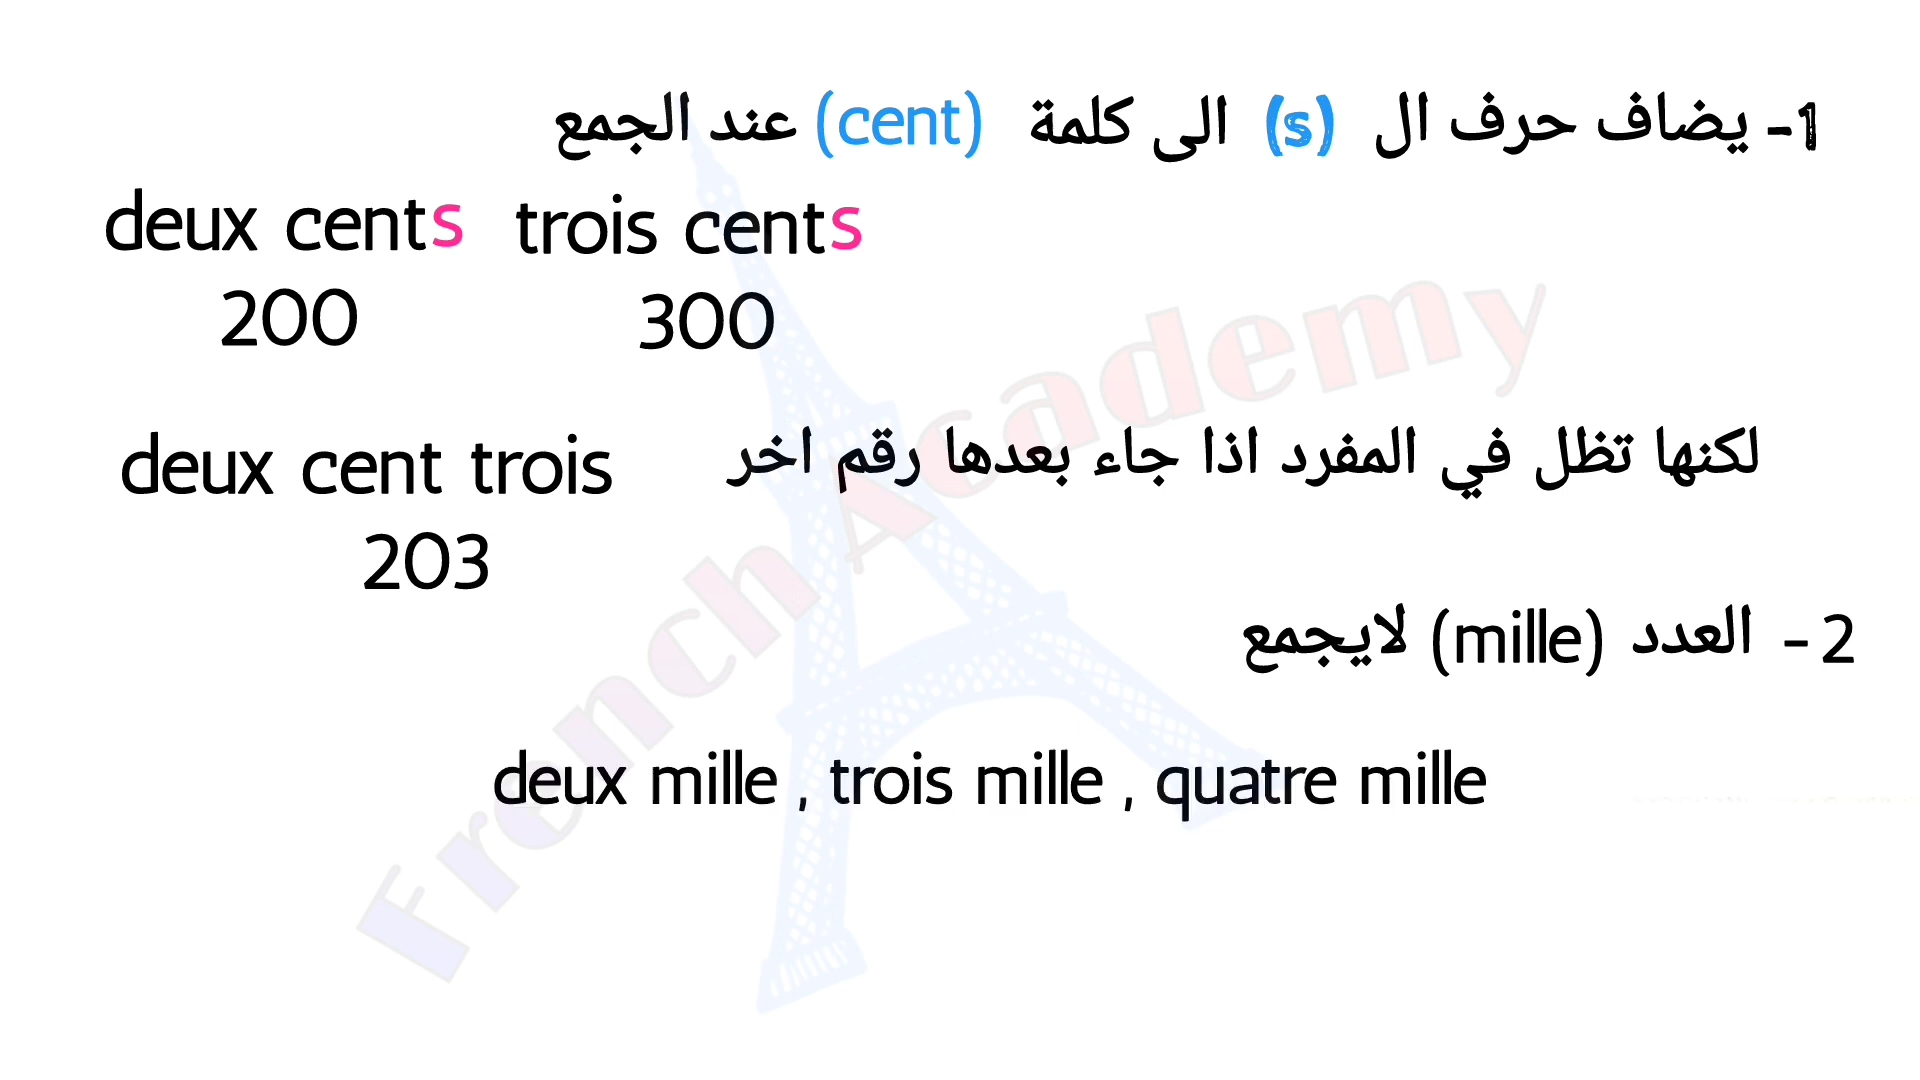 1- يضاف حرف ال (s) الى كلمة (cent) عند الجمع
deux cents trois cents
200 300
لكنها تظل في المفرد اذا جاء بعدها رقم اخر
deux cent trois
203
2 - العدد (mille) لايجمع
deux mille , trois mille , quatre mille
French Academy